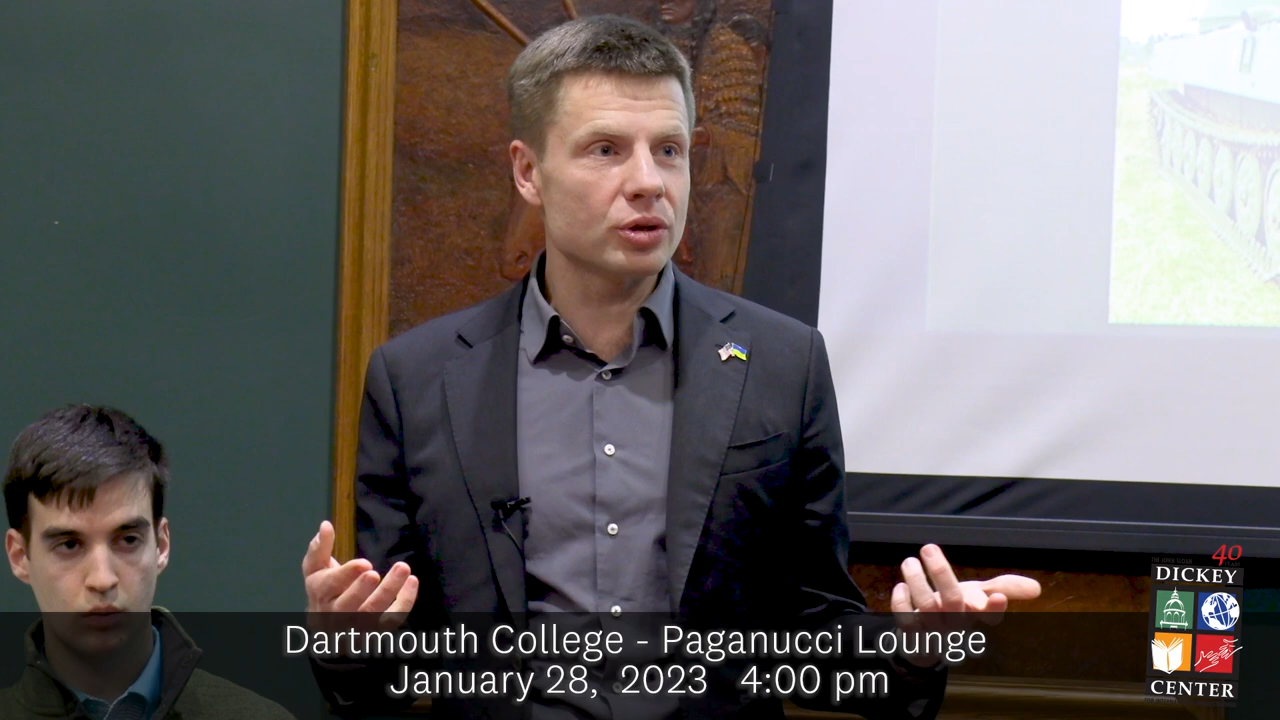 Dartmouth College - Paganucci Lounge
January 28, 2023 4:00 pm
40
DICKEY
CENTER